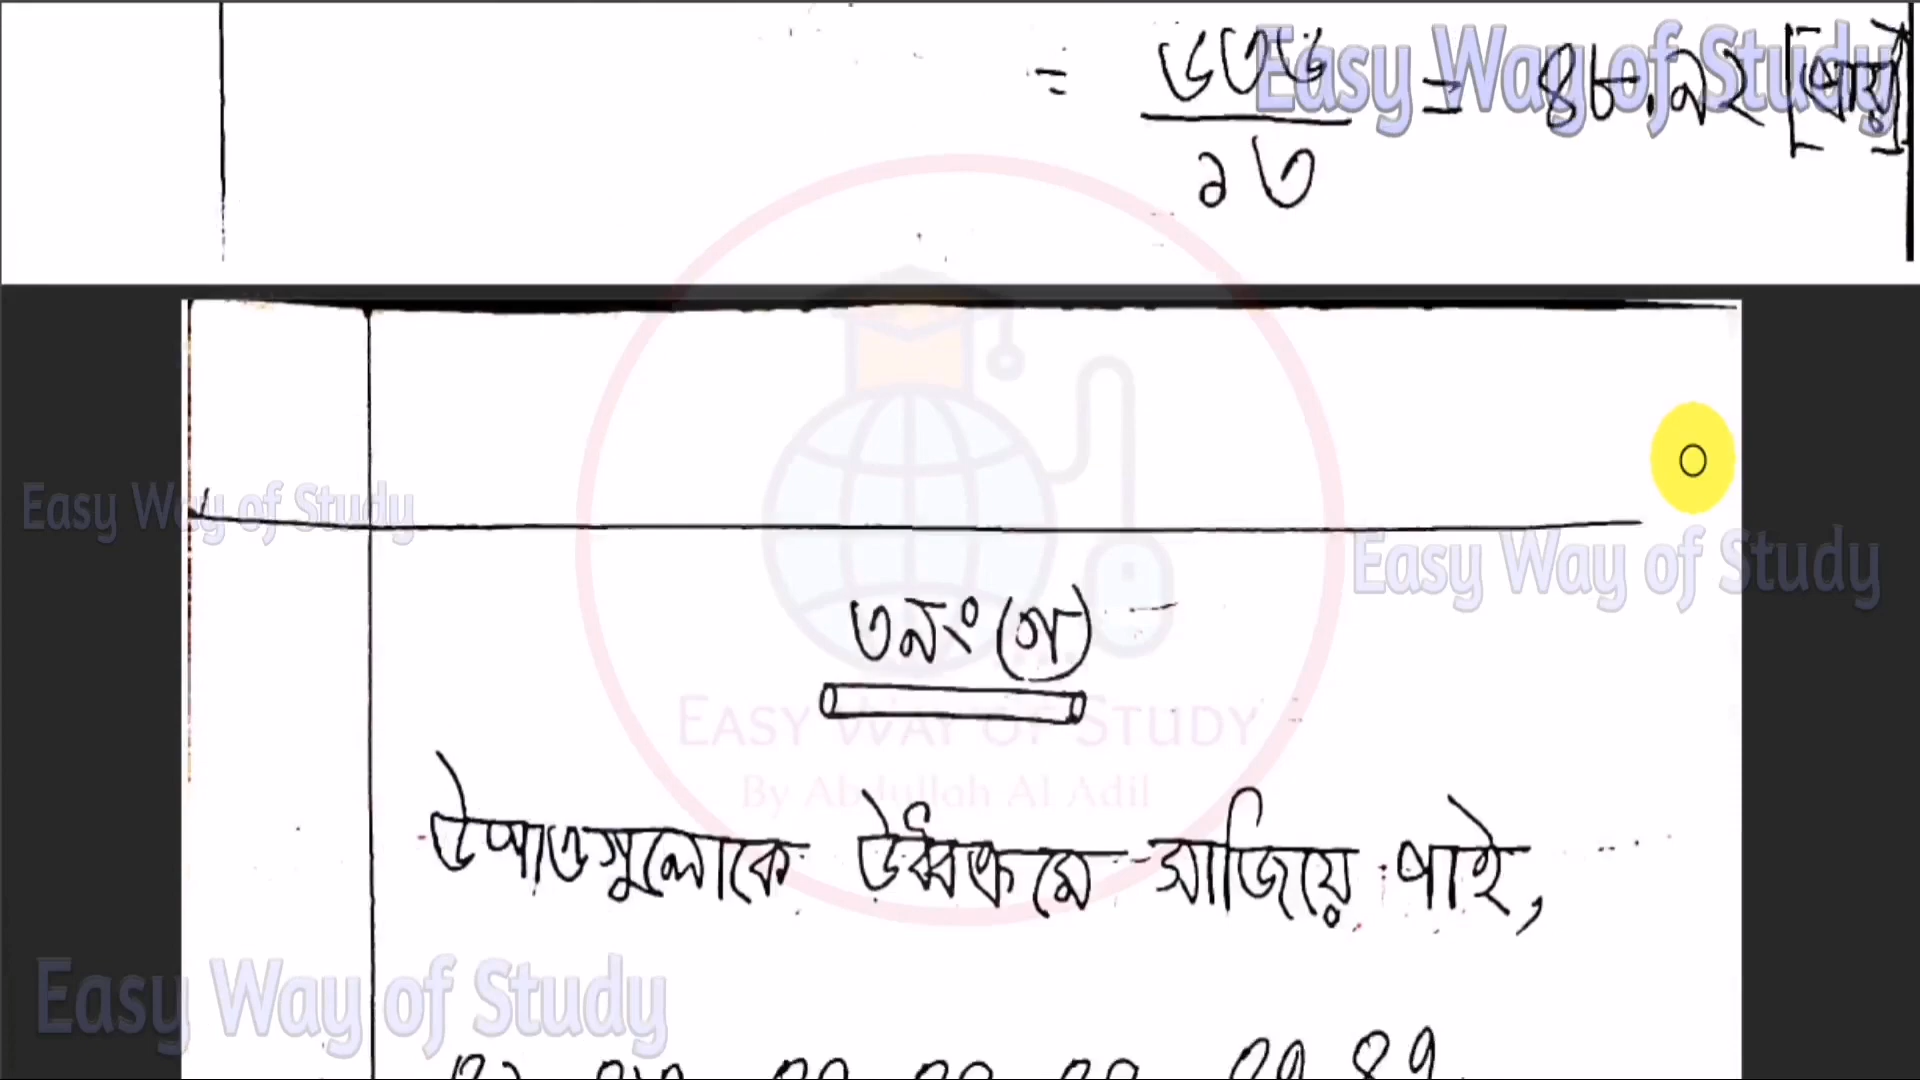 = ৬৩৬/১৩ = ৪৮.৯২ [প্রায়]
Easy Way of Study
Easy Way of Study
Easy Way of Study
৩নং (গ)
EASY WAY OF STUDY
By Abdullah Al Adil
উপাত্তগুলোকে উর্ধ্বক্রমে সাজিয়ে পাই,
Easy Way of Study